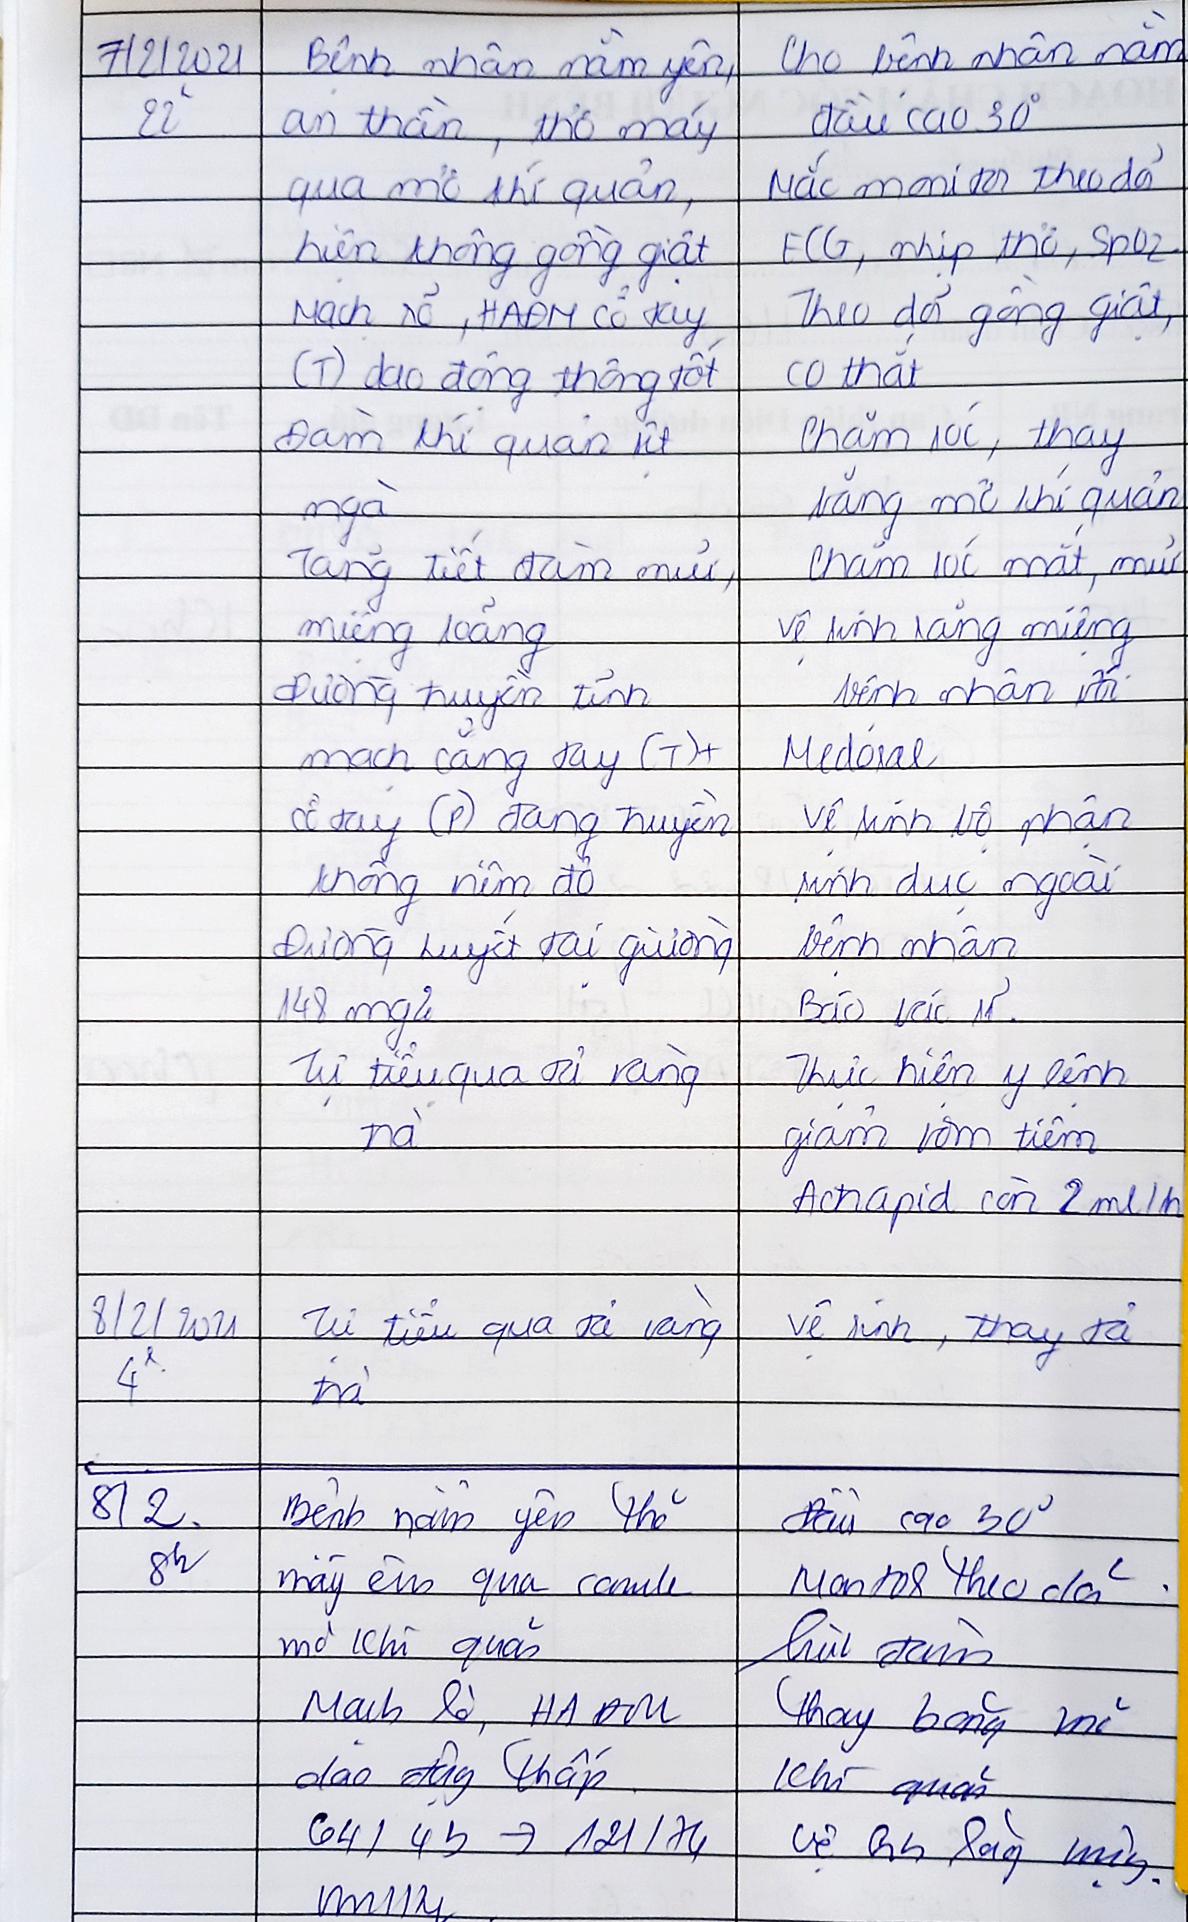 7/2/2021
22h
Bệnh nhân nằm yên,
an thần, thở máy
qua mở khí quản,
hiện không gồng giật
Mạch rõ, HAĐM cổ tay
(T) dao động thông tốt
Đàm khí quản ít
ngà
Tăng tiết đàm mũi,
miệng loãng
Đường truyền tĩnh
mạch cẳng tay (T)+
cổ tay (P) đang truyền
không nề đỏ
Đường huyết tại giường
148 mg%
Tự tiểu qua tã vàng
trà
Cho bệnh nhân nằm
đầu cao 30°
Mắc monitor theo dõi
ECG, nhịp thở, SpO2.
Theo dõi gồng giật,
co thắt
Chăm sóc, thay
băng mở khí quản
Chăm sóc mắt, mũi
Vệ sinh răng miệng
bệnh nhân với
Medoral
Vệ sinh bộ phận
sinh dục ngoài
bệnh nhân
Báo bác sĩ.
Thực hiện y lệnh
giảm bơm tiêm
Actrapid còn 2ml/h
8/2/2021
4h
Tự tiểu qua tã vàng
trà
Vệ sinh, thay tã
8/2.
8h
Bệnh nằm yên thở
máy êm qua canule
mở khí quản
Mạch rõ, HAĐM
dao động thấp
64/45 → 121/74
mmHg
Đầu cao 30°
Monitor theo dõi.
Hút đàm
Thay băng mở
khí quản
Vệ sinh răng miệng.